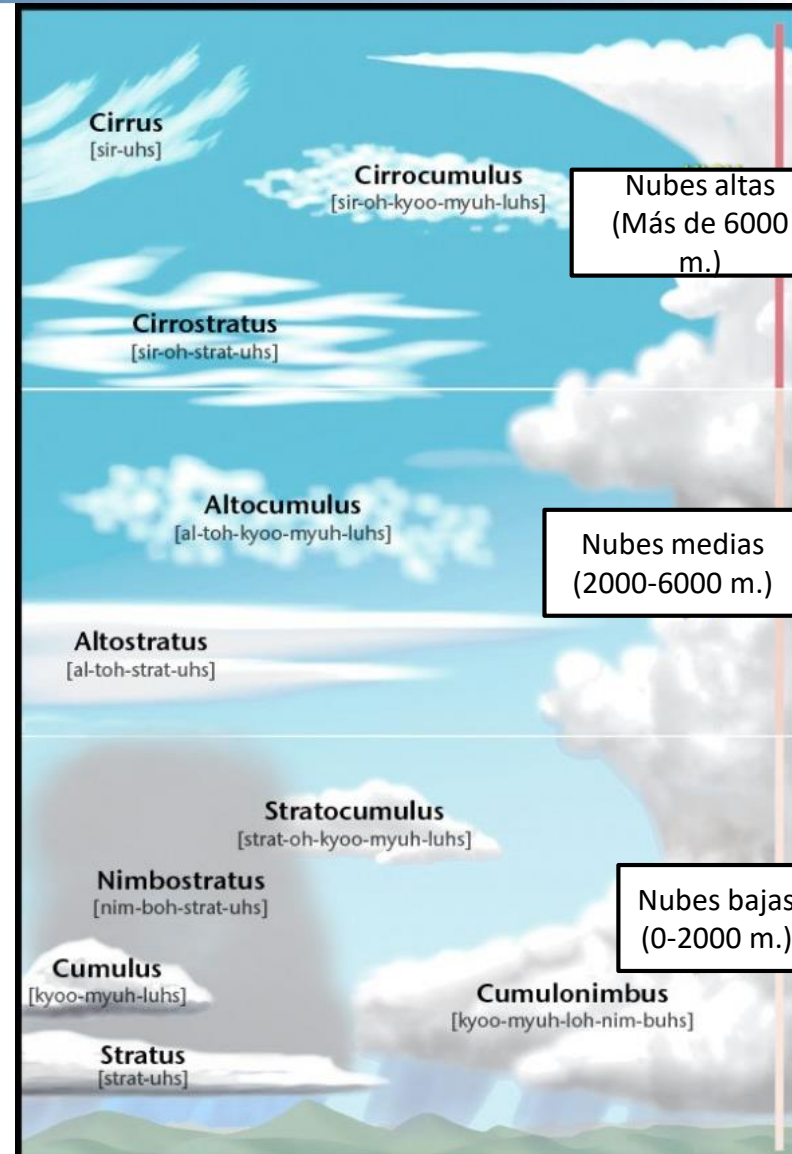 Cirrus
[sir-uhs]
Cirrocumulus
[sir-oh-kyoo-myuh-luhs]
Nubes altas
(Más de 6000
m.)
Cirrostratus
[sir-oh-strat-uhs]
Altocumulus
[al-toh-kyoo-myuh-luhs]
Nubes medias
(2000-6000 m.)
Altostratus
[al-toh-strat-uhs]
Stratocumulus
[strat-oh-kyoo-myuh-luhs]
Nimbostratus
[nim-boh-strat-uhs]
Nubes bajas
(0-2000 m.)
Cumulus
[kyoo-myuh-luhs]
Cumulonimbus
[kyoo-myuh-loh-nim-buhs]
Stratus
[strat-uhs]